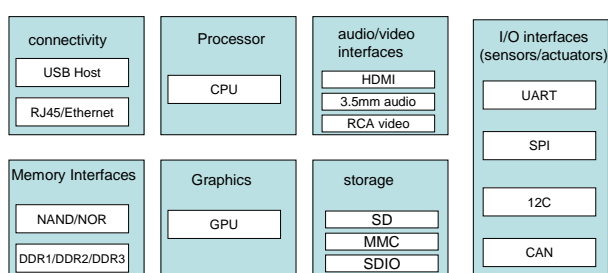 connectivity
USB Host
RJ45/Ethernet
Processor
CPU
audio/video
interfaces
HDMI
3.5mm audio
RCA video
I/O interfaces
(sensors/actuators)
UART
SPI
12C
CAN
Memory Interfaces
NAND/NOR
DDR1/DDR2/DDR3
Graphics
GPU
storage
SD
MMC
SDIO